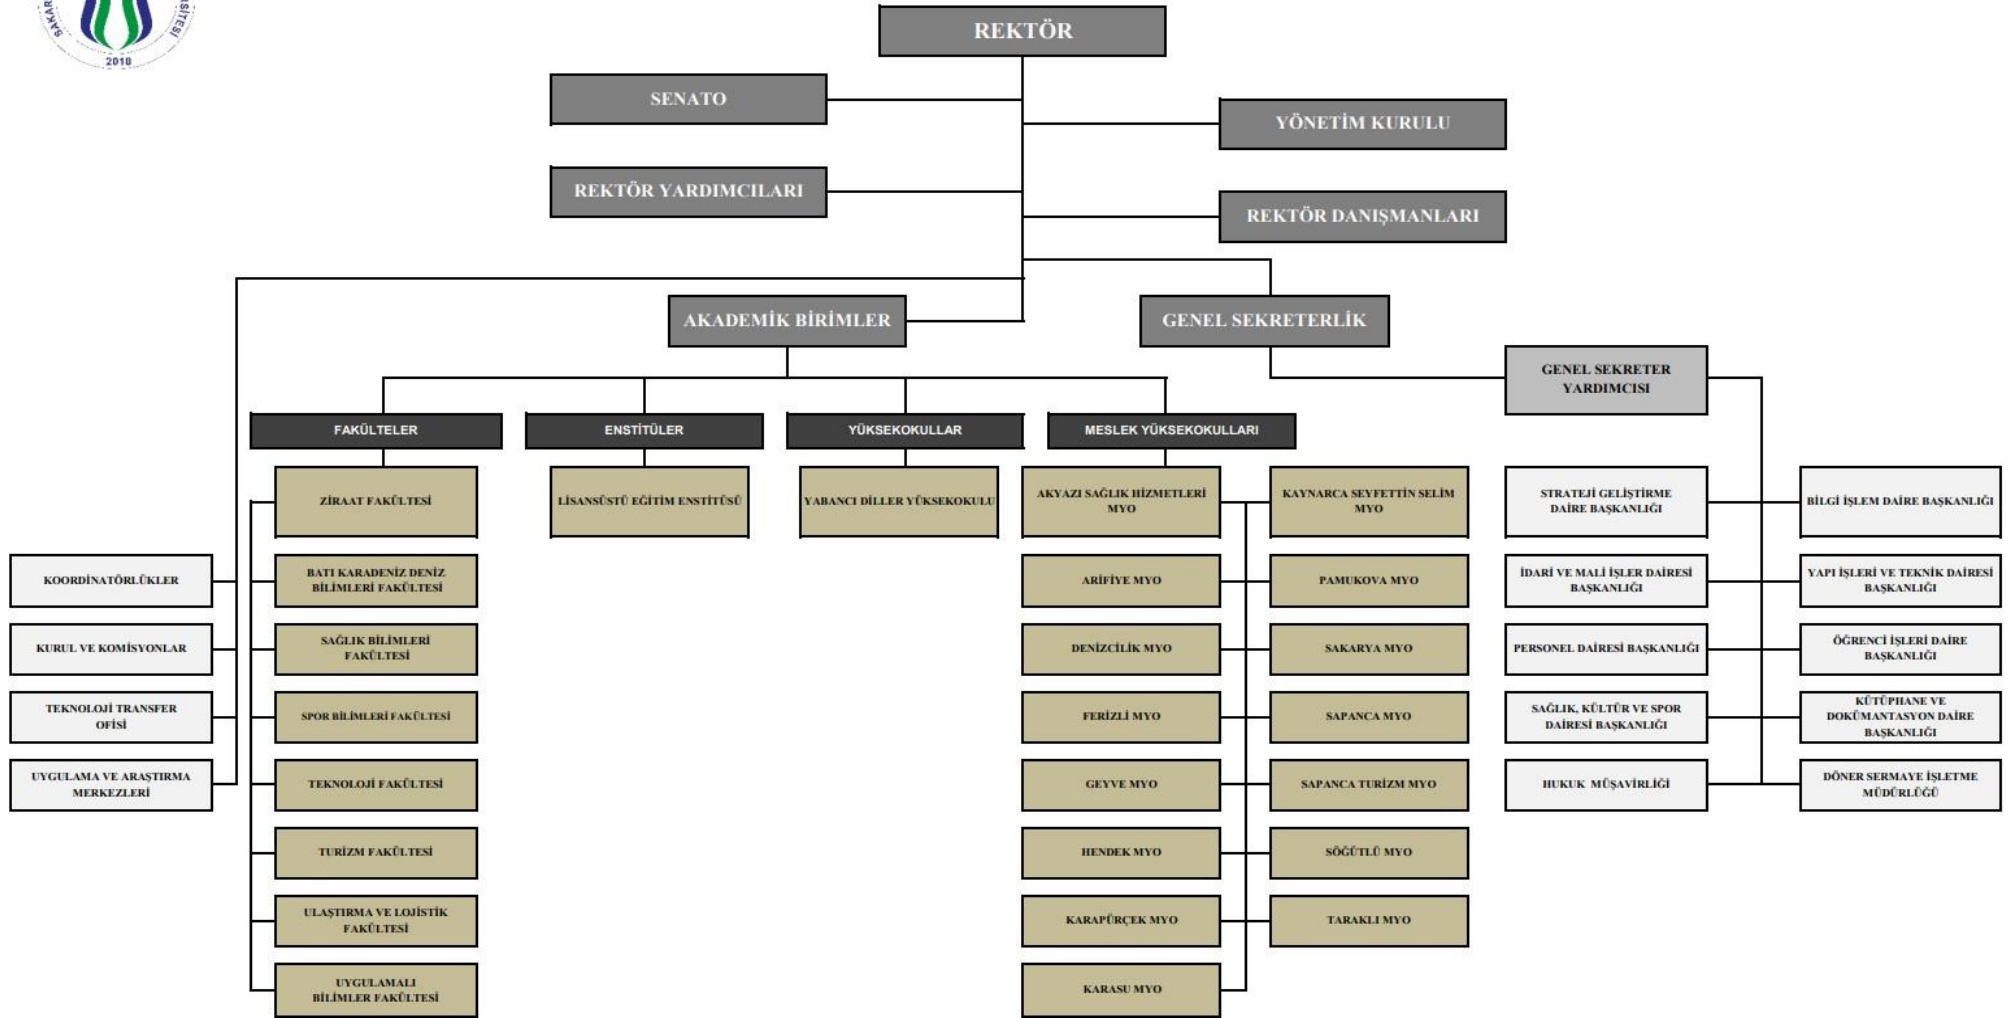 SAKAR
SİTESİ
2018
REKTÖR
SENATO
YÖNETİM KURULU
REKTÖR YARDIMCILARI
REKTÖR DANIŞMANLARI
AKADEMİK BİRİMLER
GENEL SEKRETERLİK
GENEL SEKRETER
YARDIMCISI
FAKÜLTELER
ENSTİTÜLER
YÜKSEKOKULLAR
MESLEK YÜKSEKOKULLARI
ZİRAAT FAKÜLTESİ
BATI KARADENİZ DENİZ
BİLİMLERİ FAKÜLTESİ
SAĞLIK BİLİMLERİ
FAKÜLTESİ
SPOR BİLİMLERİ FAKÜLTESİ
TEKNOLOJİ FAKÜLTESİ
TURİZM FAKÜLTESİ
ULAŞTIRMA VE LOJİSTİK
FAKÜLTESİ
UYGULAMALI
BİLİMLER FAKÜLTESİ
LİSANSÜSTÜ EĞİTİM ENSTİTÜSÜ
YABANCI DİLLER YÜKSEKOKULU
AKYAZI SAĞLIK HİZMETLERİ
MYO
ARİFİYE MYO
DENİZCİLİK MYO
FERİZLİ MYO
GEYVE MYO
HENDEK MYO
KARAPÜRÇEK MYO
KARASU MYO
KAYNARCA SEYFETTİN SELİM
MYO
PAMUKOVA MYO
SAKARYA MYO
SAPANCA MYO
SAPANCA TURİZM MYO
SÖĞÜTLÜ MYO
TARAKLI MYO
KOORDİNATÖRLÜKLER
KURUL VE KOMİSYONLAR
TEKNOLOJİ TRANSFER
OFİSİ
UYGULAMA VE ARAŞTIRMA
MERKEZLERİ
STRATEJİ GELİŞTİRME
DAİRE BAŞKANLIĞI
İDARİ VE MALİ İŞLER DAİRESİ
BAŞKANLIĞI
PERSONEL DAİRESİ BAŞKANLIĞI
SAĞLIK, KÜLTÜR VE SPOR
DAİRESİ BAŞKANLIĞI
HUKUK MÜŞAVİRLİĞİ
BİLGİ İŞLEM DAİRE BAŞKANLIĞI
YAPI İŞLERİ VE TEKNİK DAİRESİ
BAŞKANLIĞI
ÖĞRENCİ İŞLERİ DAİRE
BAŞKANLIĞI
KÜTÜPHANE VE
DOKÜMANTASYON DAİRE
BAŞKANLIĞI
DÖNER SERMAYE İŞLETME
MÜDÜRLÜĞÜ